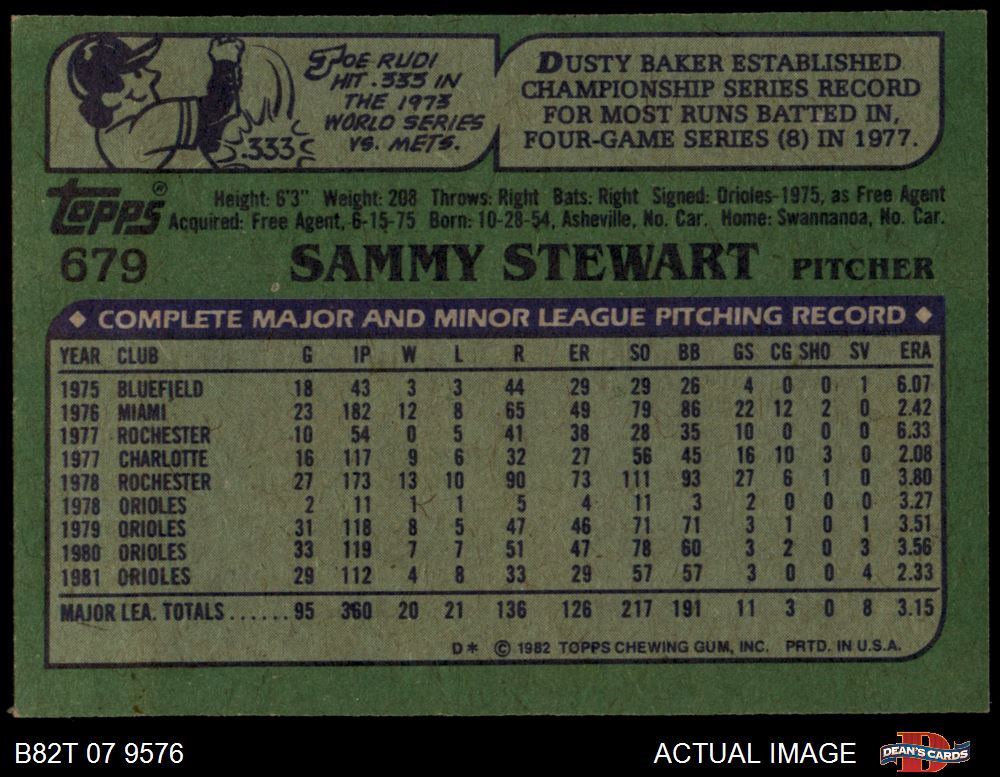 JOE RUDI
HIT .333 IN
THE 1973
WORLD SERIES
VS. METS.
.333
DUSTY BAKER ESTABLISHED
CHAMPIONSHIP SERIES RECORD
FOR MOST RUNS BATTED IN,
FOUR-GAME SERIES (8) IN 1977.
Topps®
Height: 6'3" Weight: 208 Throws: Right Bats: Right Signed: Orioles-1975, as Free Agent
Acquired: Free Agent, 6-15-75 Born: 10-28-54, Asheville, No. Car. Home: Swannanoa, No. Car.
679 SAMMY STEWART PITCHER
◆ COMPLETE MAJOR AND MINOR LEAGUE PITCHING RECORD ◆
YEAR CLUB G IP W L R ER SO BB GS CG SHO SV ERA
1975 BLUEFIELD 18 43 3 3 44 29 29 26 4 0 0 1 6.07
1976 MIAMI 23 182 12 8 65 49 79 86 22 12 2 0 2.42
1977 ROCHESTER 10 54 0 5 41 38 28 35 10 0 0 0 6.33
1977 CHARLOTTE 16 117 9 6 32 27 56 45 16 10 3 0 2.08
1978 ROCHESTER 27 173 13 10 90 73 111 93 27 6 1 0 3.80
1978 ORIOLES 2 11 1 1 5 4 11 3 2 0 0 0 3.27
1979 ORIOLES 31 118 8 5 47 46 71 71 3 1 0 1 3.51
1980 ORIOLES 33 119 7 7 51 47 78 60 3 2 0 3 3.56
1981 ORIOLES 29 112 4 8 33 29 57 57 3 0 0 4 2.33
MAJOR LEA. TOTALS ...... 95 360 20 21 136 126 217 191 11 3 0 8 3.15
D* © 1982 TOPPS CHEWING GUM, INC. PRTD. IN U.S.A.
B82T 07 9576 ACTUAL IMAGE DEAN'S CARDS